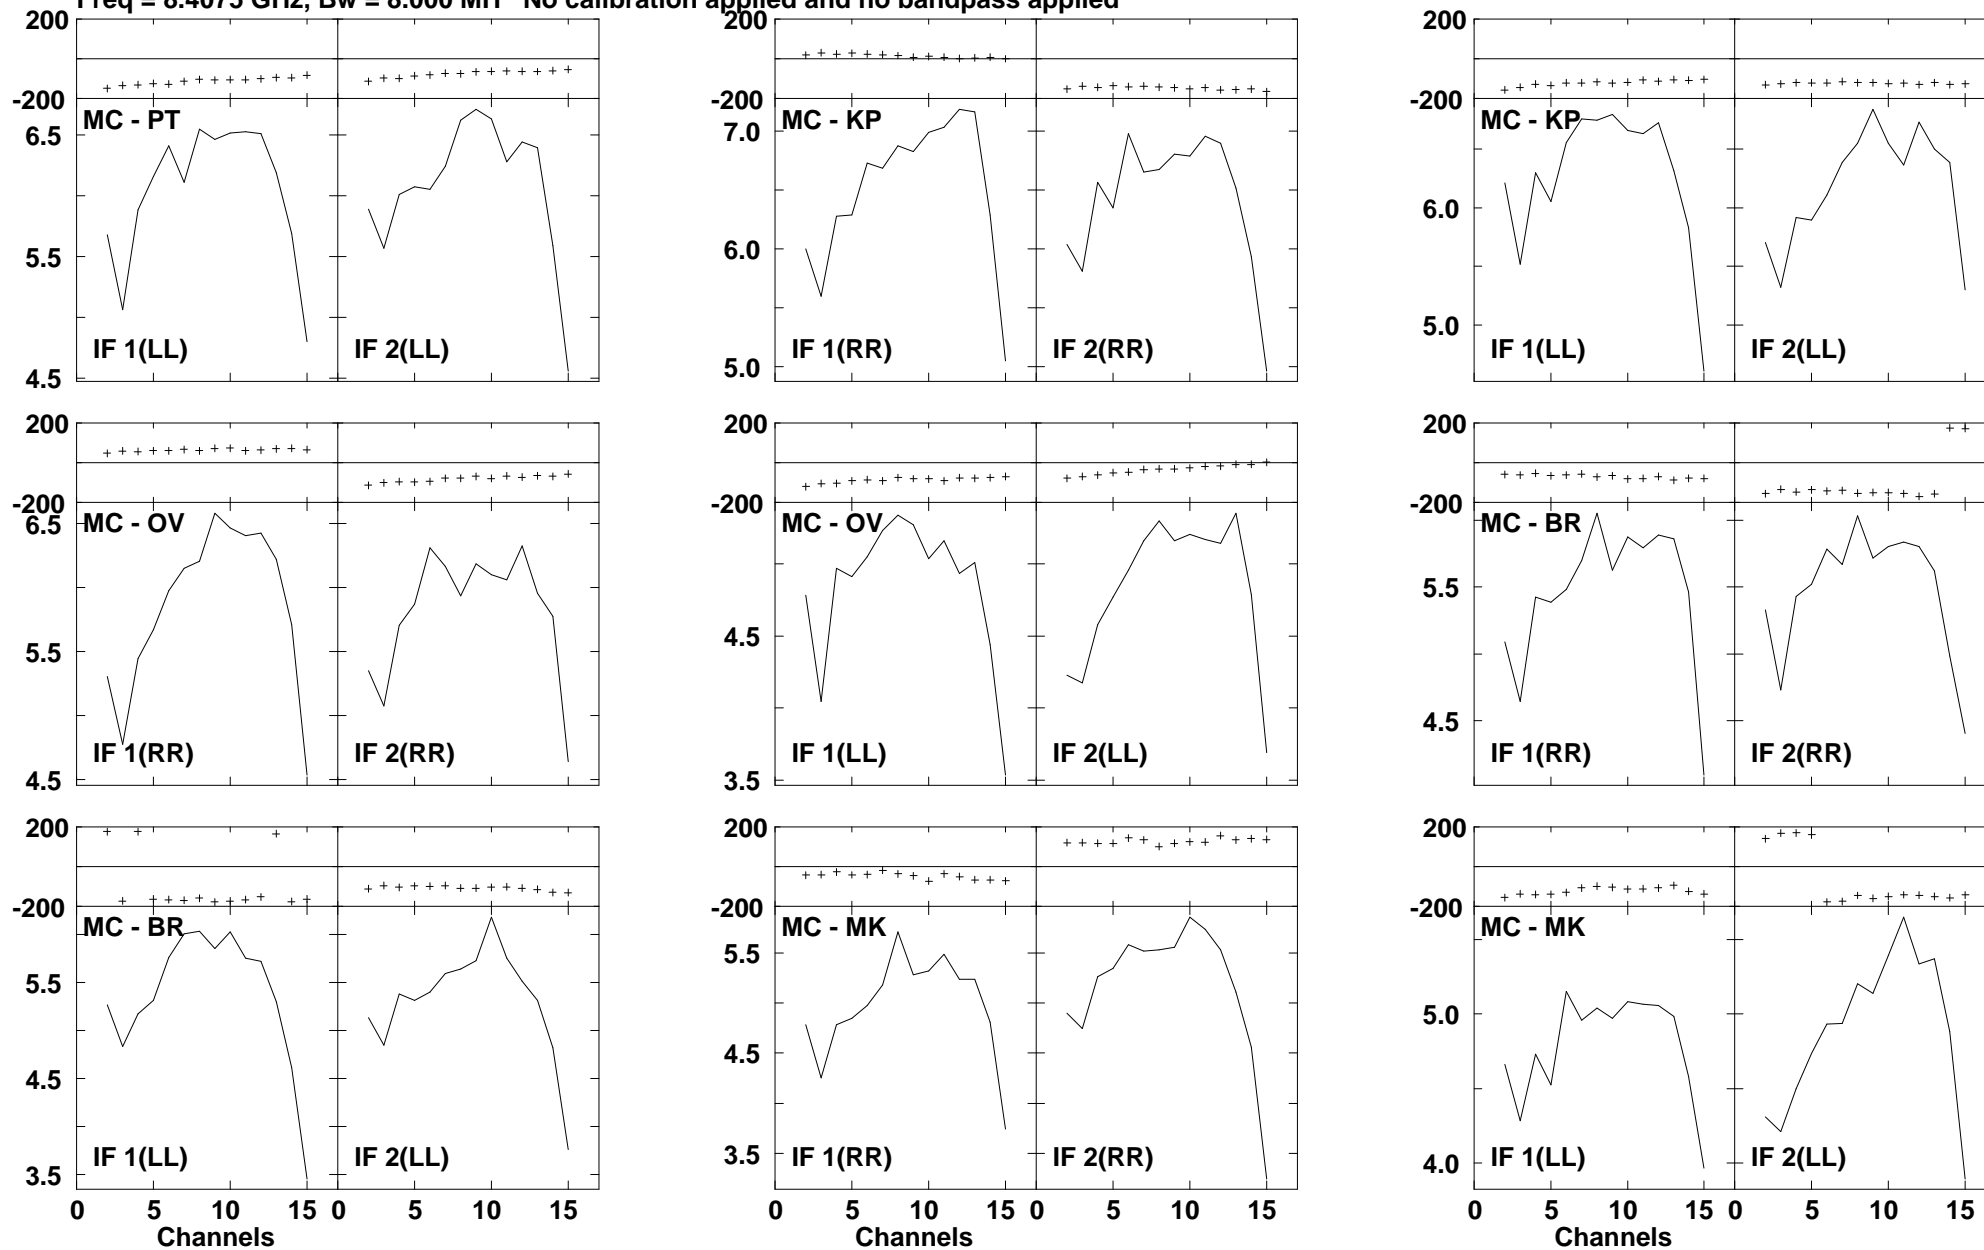 Freq = 8.4075 GHz, Bw = 8.000 MH No calibration applied and no bandpass applied
200 200 200
-200 -200 -200
MC - PT MC - KP MC - KP
6.5 7.0
6.0 6.0
5.5
5.0
IF 1(LL) IF 2(LL) IF 1(RR) IF 2(RR) IF 1(LL) IF 2(LL)
4.5 5.0
200 200 200
-200 -200 -200
MC - OV MC - OV MC - BR
6.5
5.5 4.5 5.5
4.5
IF 1(RR) IF 2(RR) IF 1(LL) IF 2(LL) IF 1(RR) IF 2(RR)
4.5 3.5
200 200 200
-200 -200 -200
MC - BR MC - MK MC - MK
5.5 5.5 5.0
4.5 4.5
IF 1(LL) IF 2(LL) IF 1(RR) IF 2(RR) IF 1(LL) IF 2(LL)
3.5 3.5 4.0
0 5 10 15 0 5 10 15 0 5 10 15 0 5 10 15 0 5 10 15 0 5 10 15
Channels Channels Channels